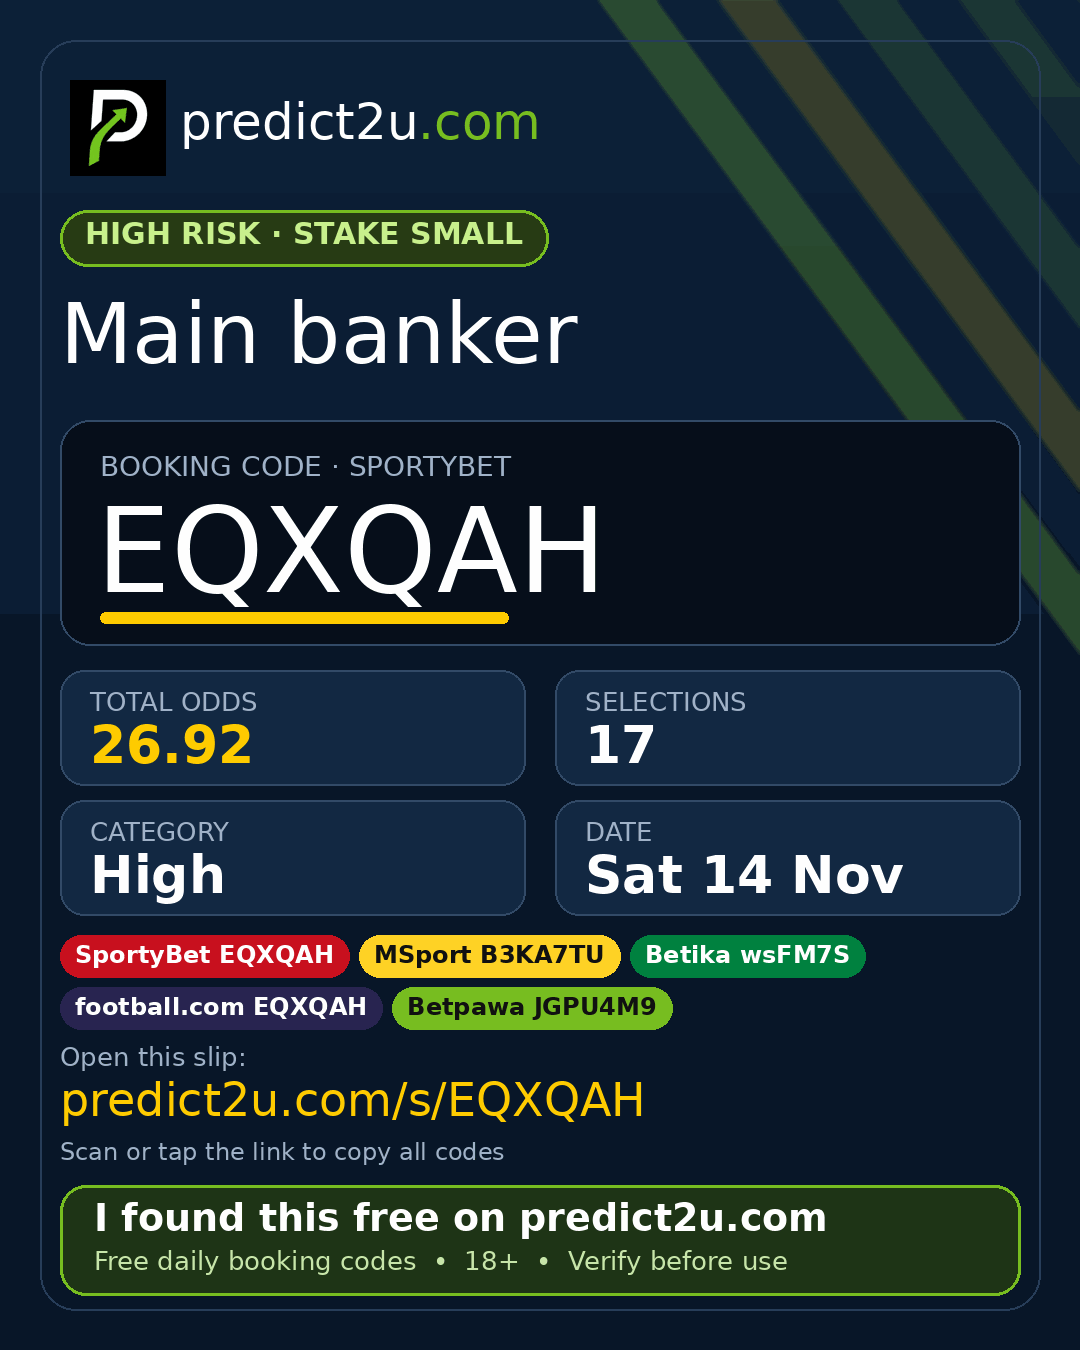 predict2u.com
HIGH RISK · STAKE SMALL
Main banker
BOOKING CODE · SPORTYBET
EQXQAH
TOTAL ODDS
26.92
SELECTIONS
17
CATEGORY
High
DATE
Sat 14 Nov
SportyBet EQXQAH
MSport B3KA7TU
Betika wsFM7S
football.com EQXQAH
Betpawa JGPU4M9
Open this slip:
predict2u.com/s/EQXQAH
Scan or tap the link to copy all codes
I found this free on predict2u.com
Free daily booking codes • 18+ • Verify before use